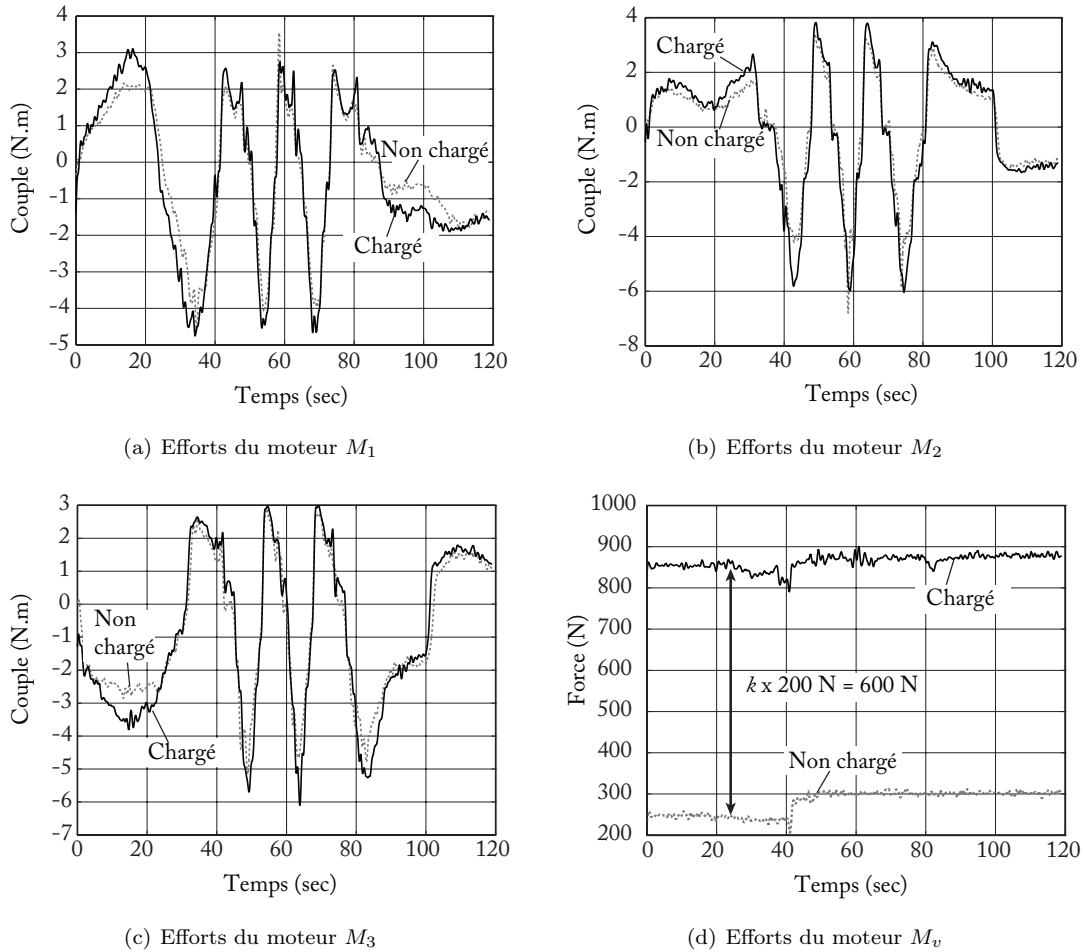 4
3
2
1
0
-1
-2
-3
-4
-5
Couple (N.m)
Non chargé
Chargé
0 20 40 60 80 100 120
Temps (sec)
(a) Efforts du moteur M1
4
2
0
-2
-4
-6
-8
Couple (N.m)
Chargé
Non chargé
0 20 40 60 80 100 120
Temps (sec)
(b) Efforts du moteur M2
3
2
1
0
-1
-2
-3
-4
-5
-6
-7
Couple (N.m)
Non
chargé
Chargé
0 20 40 60 80 100 120
Temps (sec)
(c) Efforts du moteur M3
1000
900
800
700
600
500
400
300
200
Force (N)
Chargé
k x 200 N = 600 N
Non chargé
0 20 40 60 80 100 120
Temps (sec)
(d) Efforts du moteur Mv